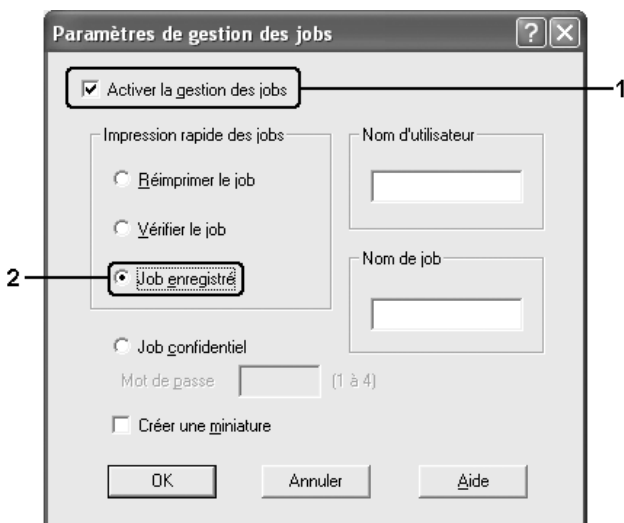 Paramètres de gestion des jobs
Activer la gestion des jobs
1
Impression rapide des jobs
Réimprimer le job
Vérifier le job
2
Job enregistré
Nom d'utilisateur
Nom de job
Job confidentiel
Mot de passe
(1 à 4)
Créer une miniature
OK
Annuler
Aide